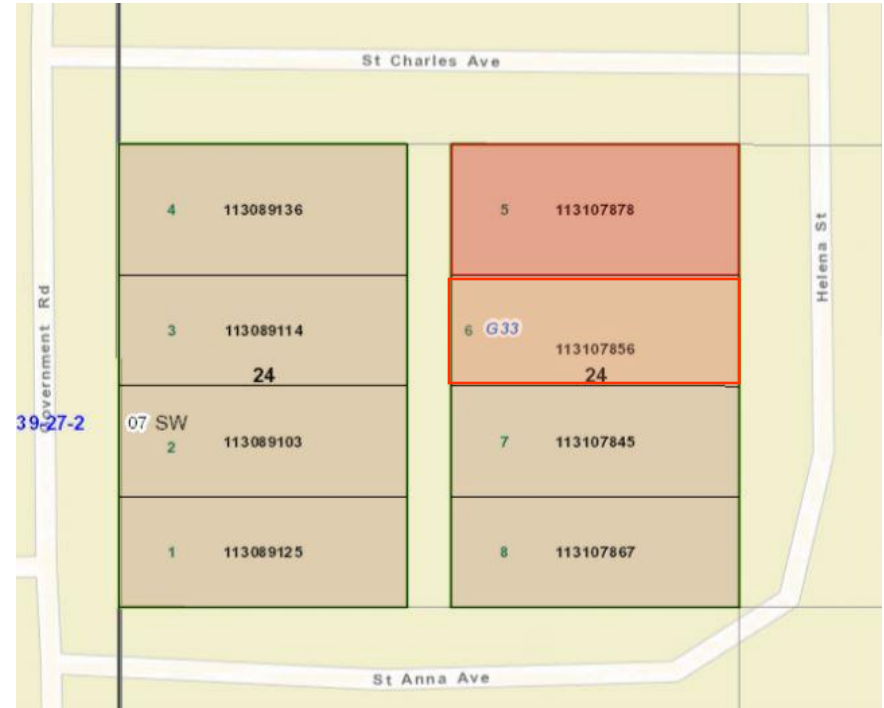 St Charles Ave
4 113089136
5 113107878
Helena St
Government Rd
3 113089114
24
6 G33
113107856
24
39-27-2
07 SW
2 113089103
7 113107845
1 113089125
8 113107867
St Anna Ave